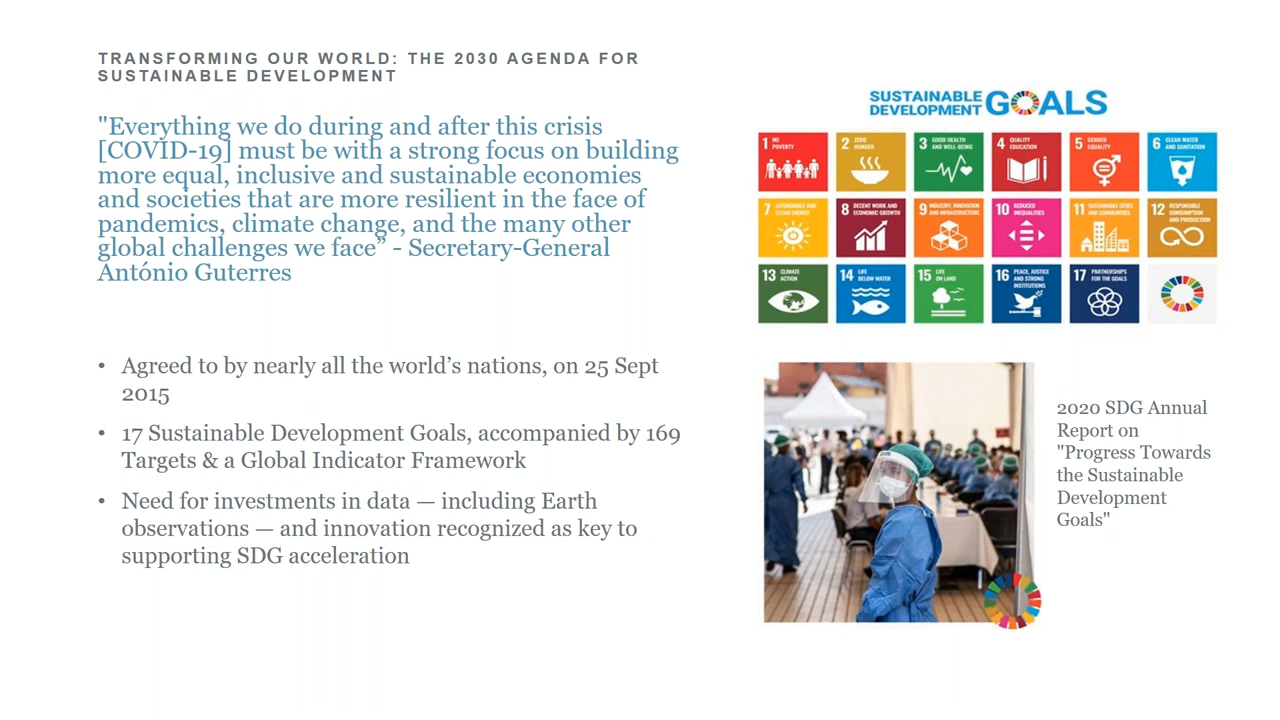 TRANSFORMING OUR WORLD: THE 2030 AGENDA FOR
SUSTAINABLE DEVELOPMENT
"Everything we do during and after this crisis
[COVID-19] must be with a strong focus on building
more equal, inclusive and sustainable economies
and societies that are more resilient in the face of
pandemics, climate change, and the many other
global challenges we face” - Secretary-General
António Guterres
• Agreed to by nearly all the world’s nations, on 25 Sept
2015
• 17 Sustainable Development Goals, accompanied by 169
Targets & a Global Indicator Framework
• Need for investments in data — including Earth
observations — and innovation recognized as key to
supporting SDG acceleration
SUSTAINABLE
DEVELOPMENT GOALS
1 NO
POVERTY
2 ZERO
HUNGER
3 GOOD HEALTH
AND WELL-BEING
4 QUALITY
EDUCATION
5 GENDER
EQUALITY
6 CLEAN WATER
AND SANITATION
7 AFFORDABLE AND
CLEAN ENERGY
8 DECENT WORK AND
ECONOMIC GROWTH
9 INDUSTRY, INNOVATION
AND INFRASTRUCTURE
10 REDUCED
INEQUALITIES
11 SUSTAINABLE CITIES
AND COMMUNITIES
12 RESPONSIBLE
CONSUMPTION
AND PRODUCTION
13 CLIMATE
ACTION
14 LIFE
BELOW WATER
15 LIFE
ON LAND
16 PEACE, JUSTICE
AND STRONG
INSTITUTIONS
17 PARTNERSHIPS
FOR THE GOALS
2020 SDG Annual
Report on
"Progress Towards
the Sustainable
Development
Goals"